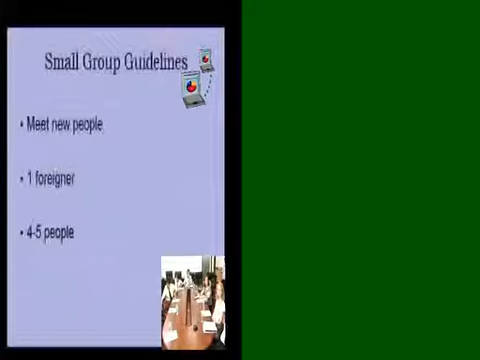 Small Group Guidelines
• Meet new people
• 1 foreigner
• 4-5 people